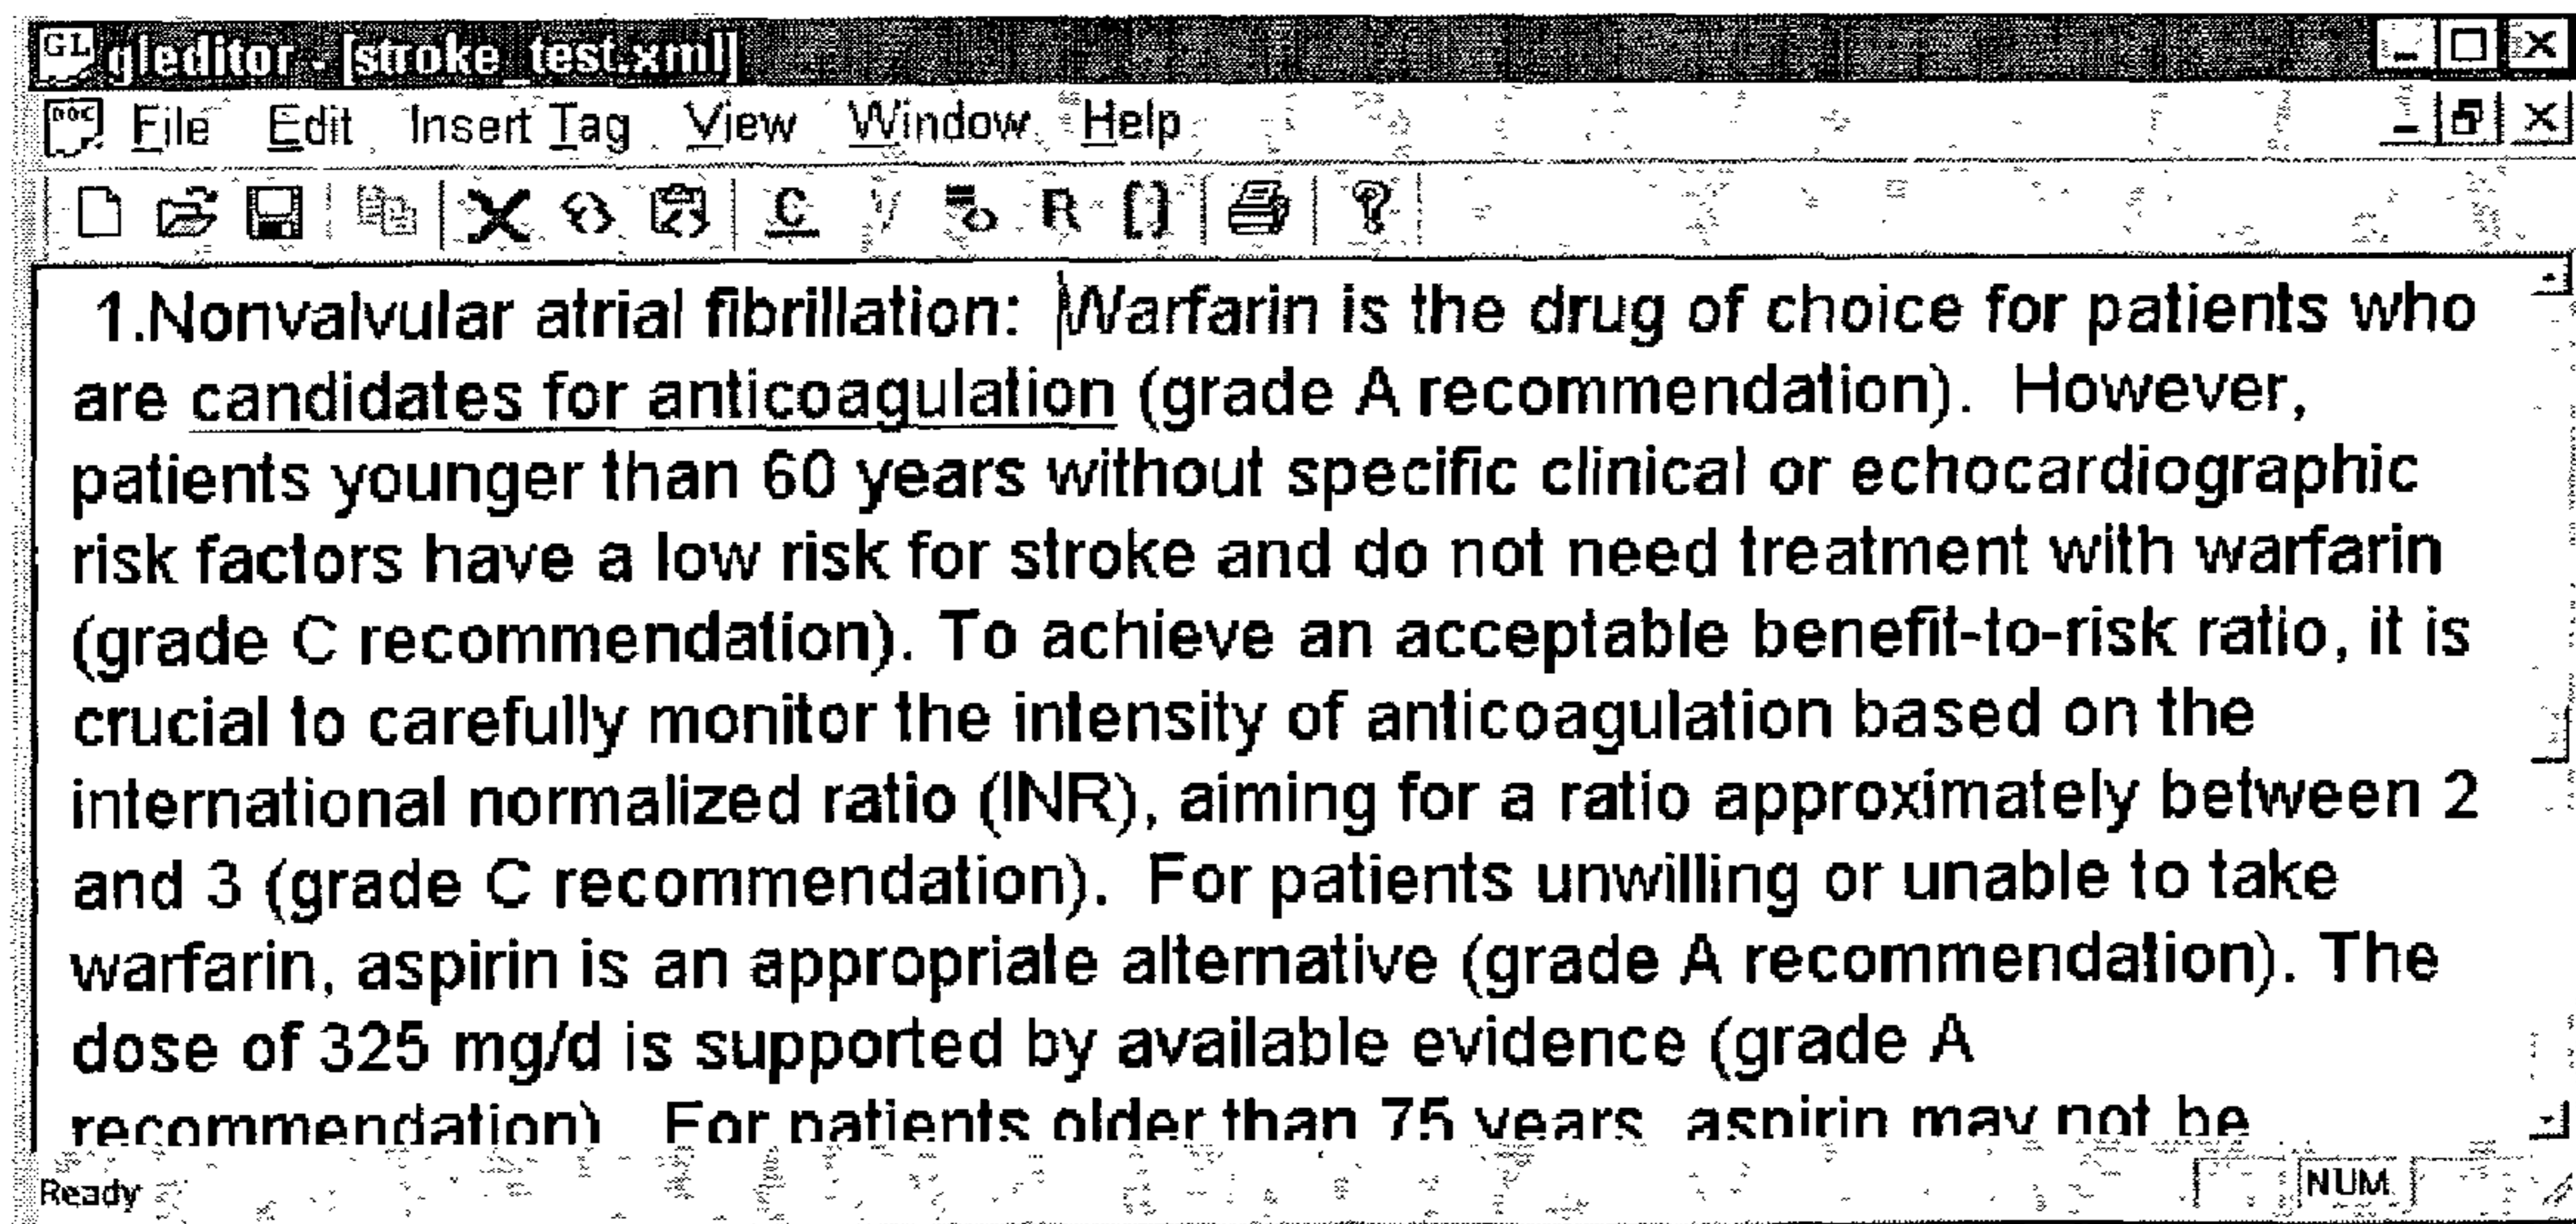 GL gleditor - [stroke_test.xml]
DOC File Edit Insert Tag View Window Help
C R []
1.Nonvalvular atrial fibrillation: Warfarin is the drug of choice for patients who
are candidates for anticoagulation (grade A recommendation). However,
patients younger than 60 years without specific clinical or echocardiographic
risk factors have a low risk for stroke and do not need treatment with warfarin
(grade C recommendation). To achieve an acceptable benefit-to-risk ratio, it is
crucial to carefully monitor the intensity of anticoagulation based on the
international normalized ratio (INR), aiming for a ratio approximately between 2
and 3 (grade C recommendation). For patients unwilling or unable to take
warfarin, aspirin is an appropriate alternative (grade A recommendation). The
dose of 325 mg/d is supported by available evidence (grade A
recommendation) For patients older than 75 years aspirin may not be
Ready NUM